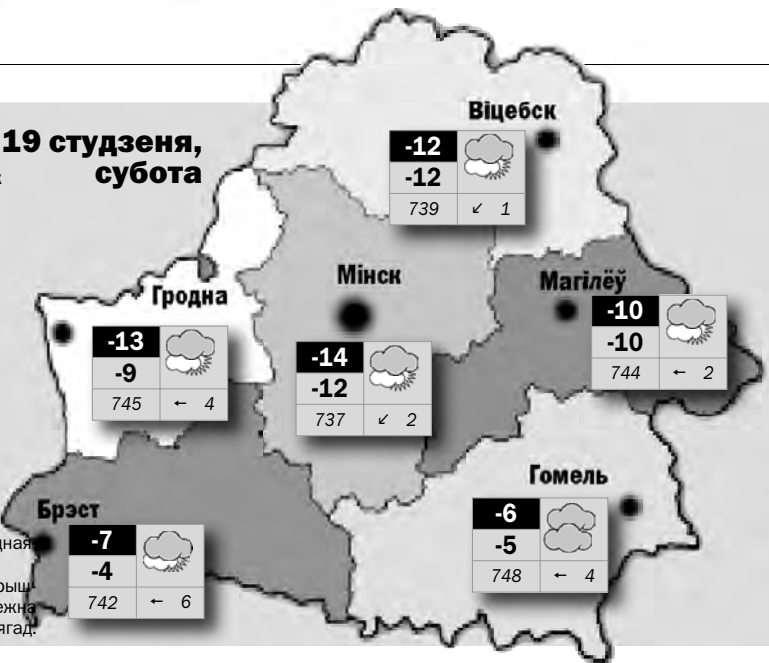 19 студзеня,
субота
Віцебск
-12
-12
739 ↙ 1
Мінск
-14
-12
737 ↙ 2
Магілёў
-10
-10
744 ← 2
Гродна
-13
-9
745 ← 4
Гомель
-6
-5
748 ← 4
Брэст
-7
-4
742 ← 6